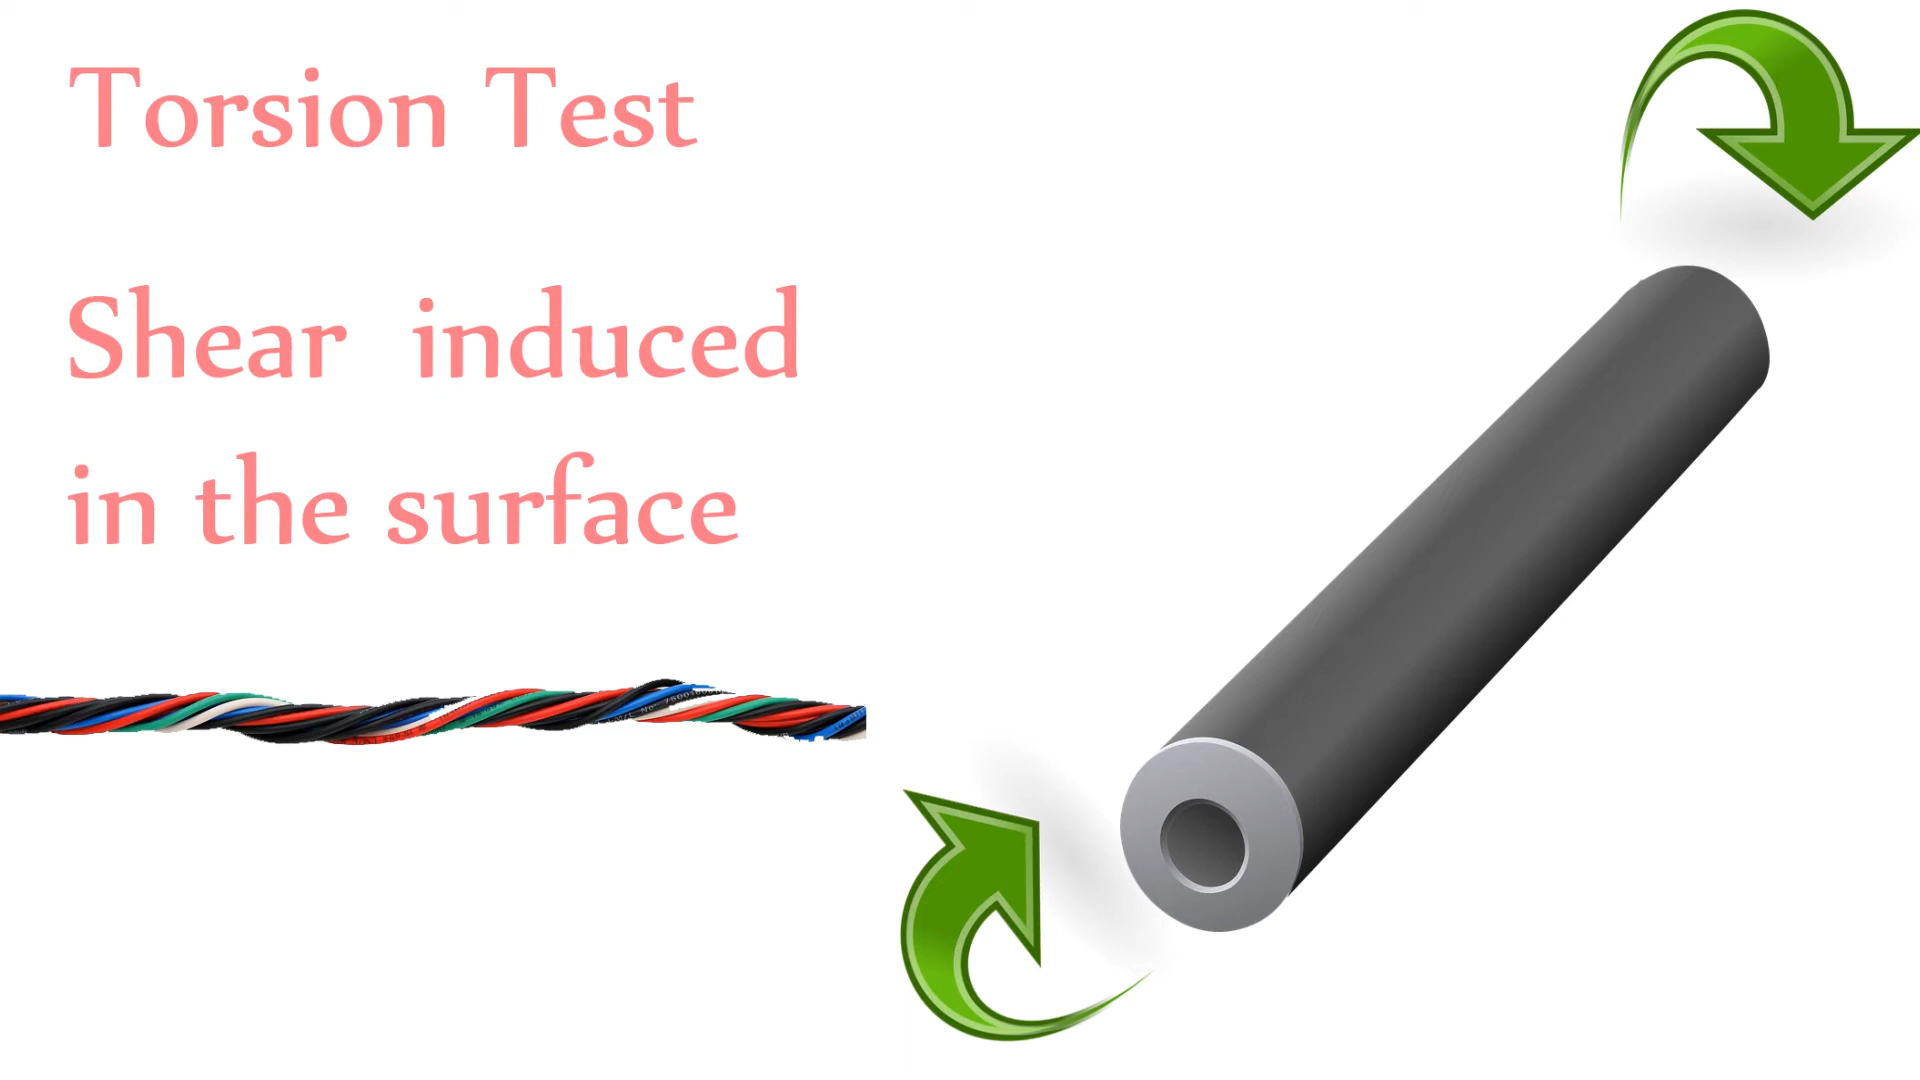 Torsion Test
Shear induced
in the surface